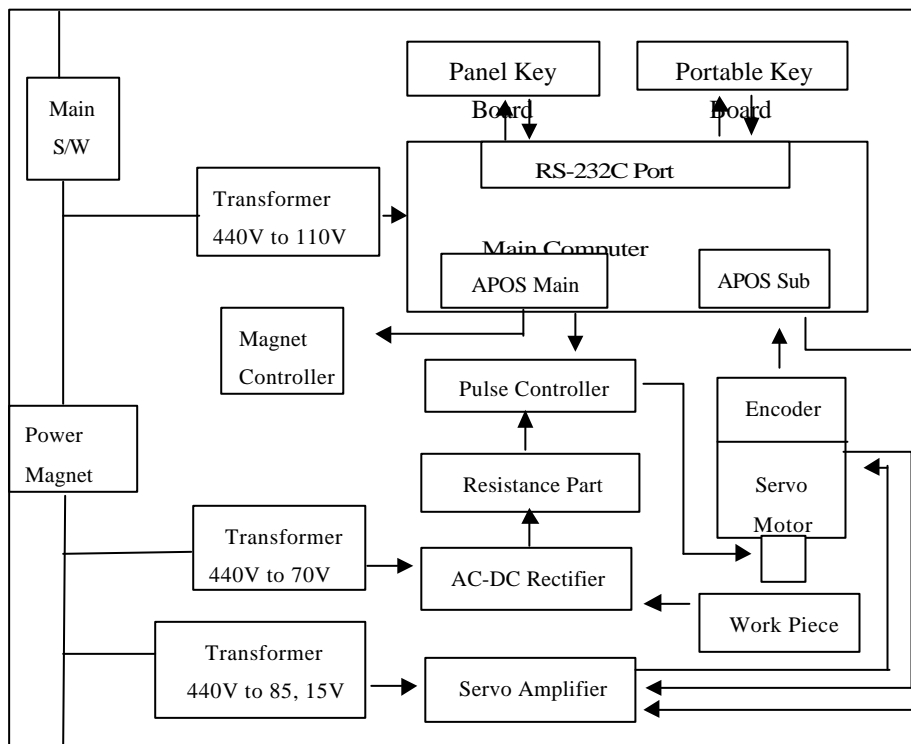 Panel Key
Board
Portable Key
Board
Main
S/W
RS-232C Port
Transformer
440V to 110V
Main Computer
APOS Main
APOS Sub
Magnet
Controller
Pulse Controller
Encoder
Power
Magnet
Resistance Part
Servo
Motor
Transformer
440V to 70V
AC-DC Rectifier
Work Piece
Transformer
440V to 85, 15V
Servo Amplifier